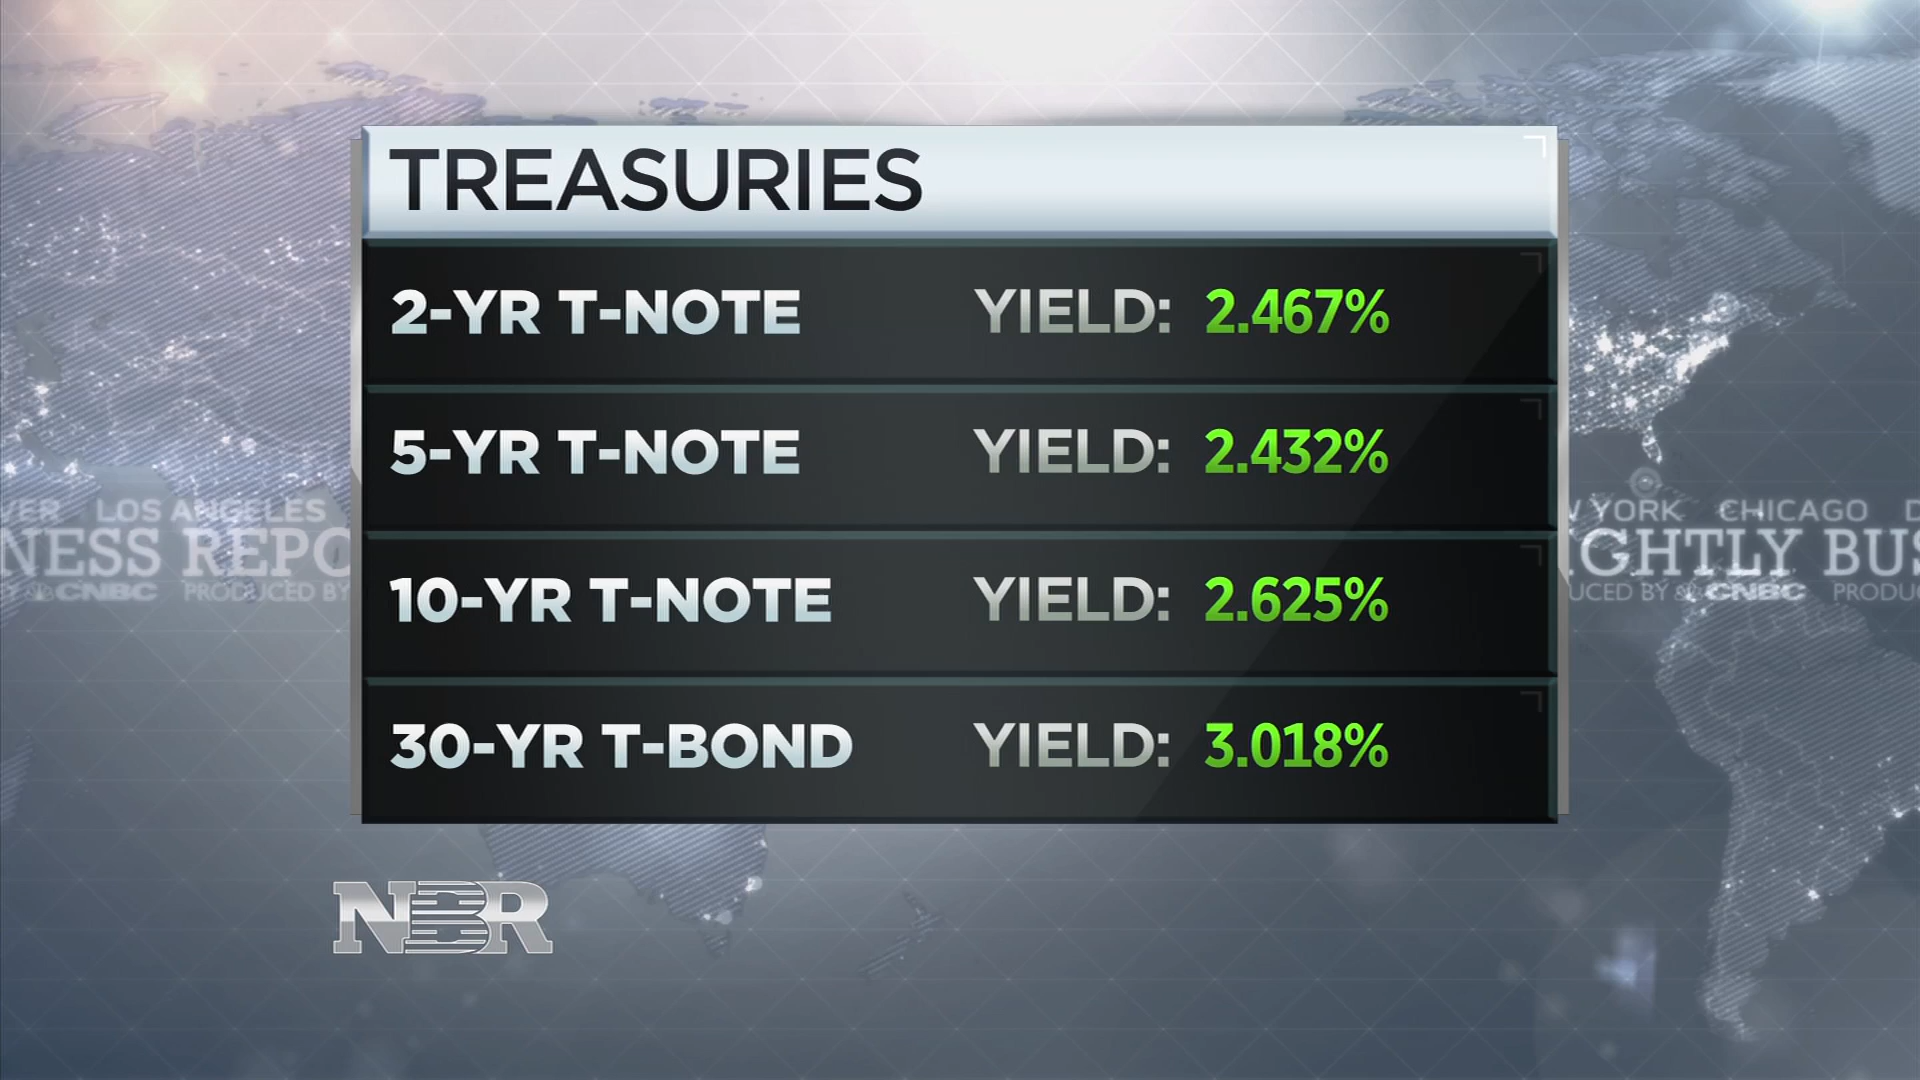 TREASURIES
2-YR T-NOTE YIELD: 2.467%
5-YR T-NOTE YIELD: 2.432%
10-YR T-NOTE YIELD: 2.625%
30-YR T-BOND YIELD: 3.018%
VER LOS ANGELES
NESS REPO
Y CNBC PRODUCED BY
YORK CHICAGO D
GHTLY BUS
UCED BY CNBC PRODUC
NBR